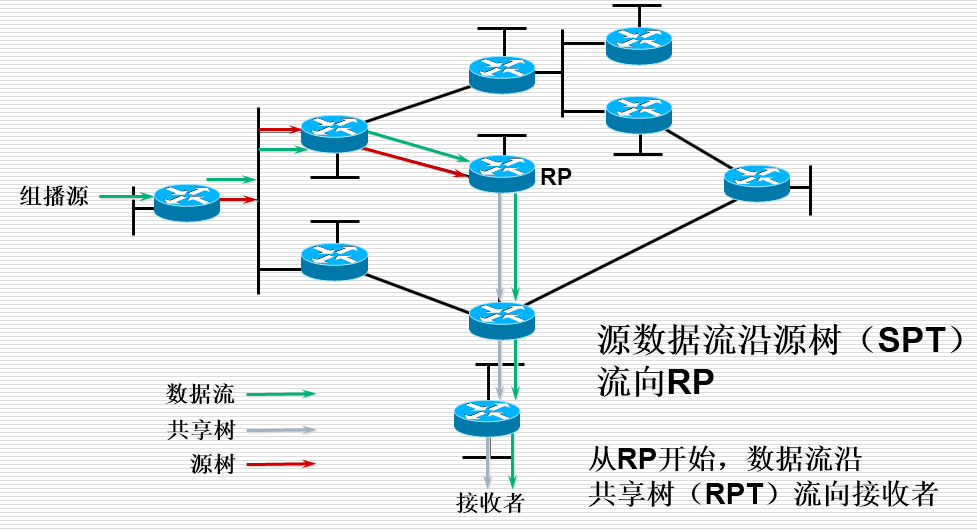 组播源
RP
源数据流沿源树（SPT）
流向RP
数据流
共享树
源树
从RP开始，数据流沿
共享树（RPT）流向接收者
接收者